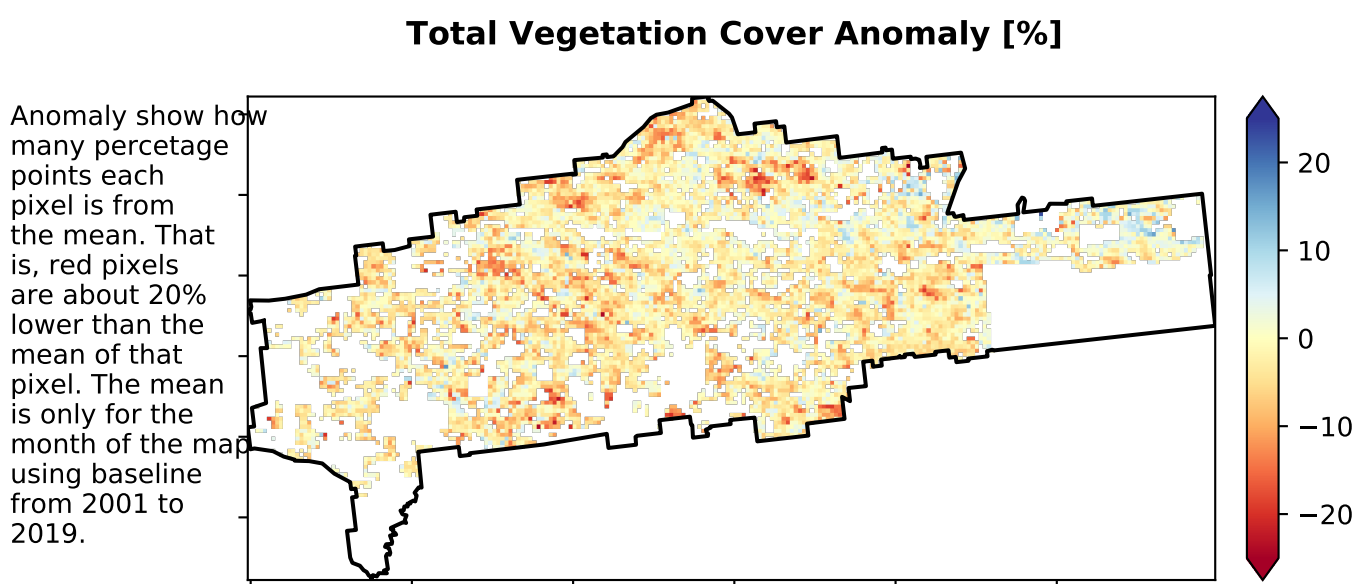 Total Vegetation Cover Anomaly [%]
Anomaly show how
many percetage
points each
pixel is from
the mean. That
is, red pixels
are about 20%
lower than the
mean of that
pixel. The mean
is only for the
month of the map
using baseline
from 2001 to
2019.
20
10
0
−10
−20